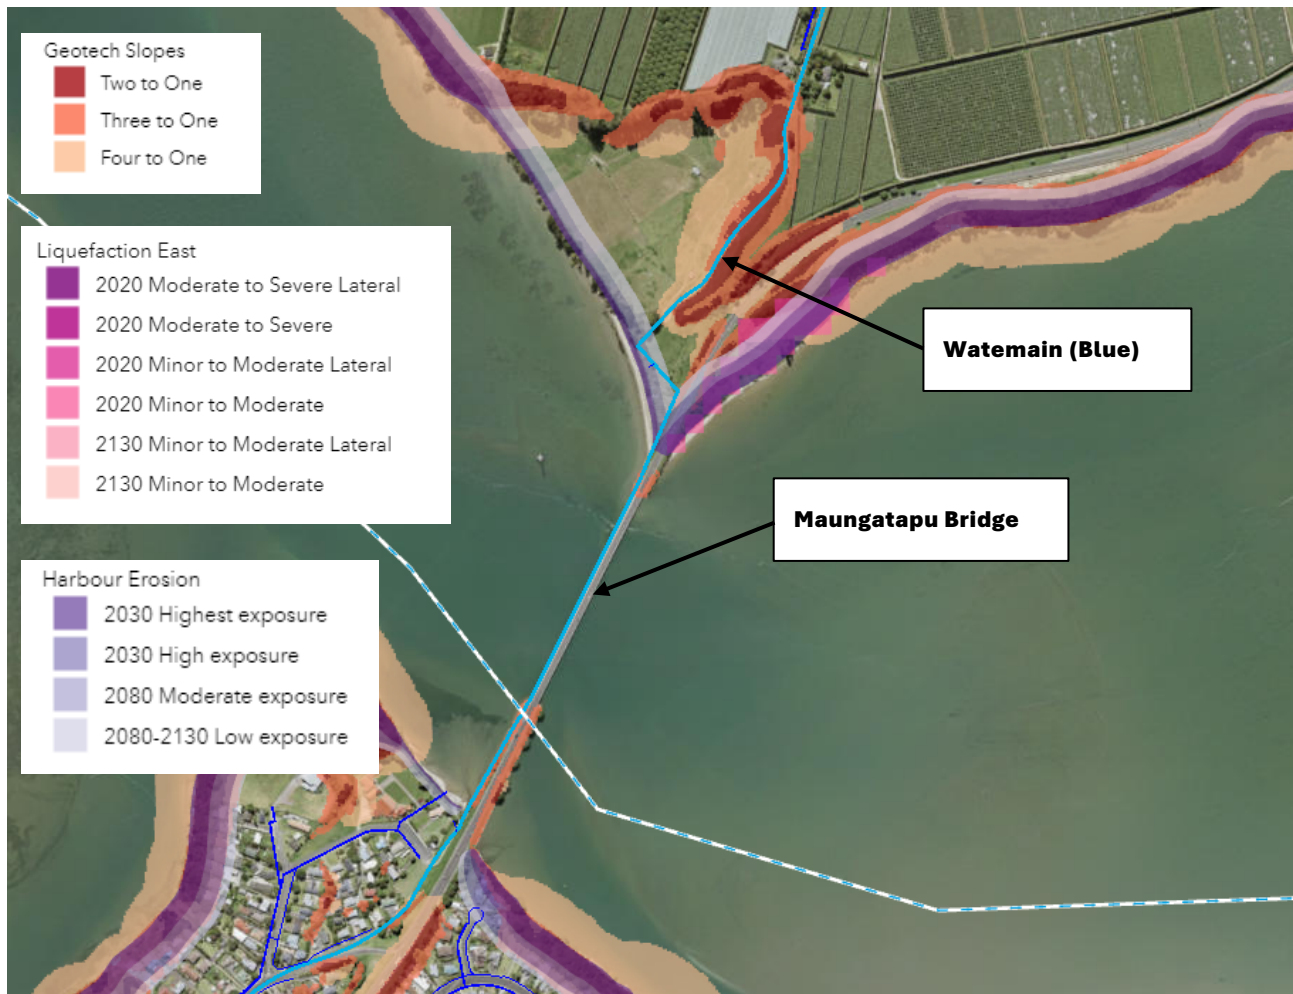 Geotech Slopes
Two to One
Three to One
Four to One
Liquefaction East
2020 Moderate to Severe Lateral
2020 Moderate to Severe
2020 Minor to Moderate Lateral
2020 Minor to Moderate
2130 Minor to Moderate Lateral
2130 Minor to Moderate
Watemain (Blue)
Maungatapu Bridge
Harbour Erosion
2030 Highest exposure
2030 High exposure
2080 Moderate exposure
2080-2130 Low exposure